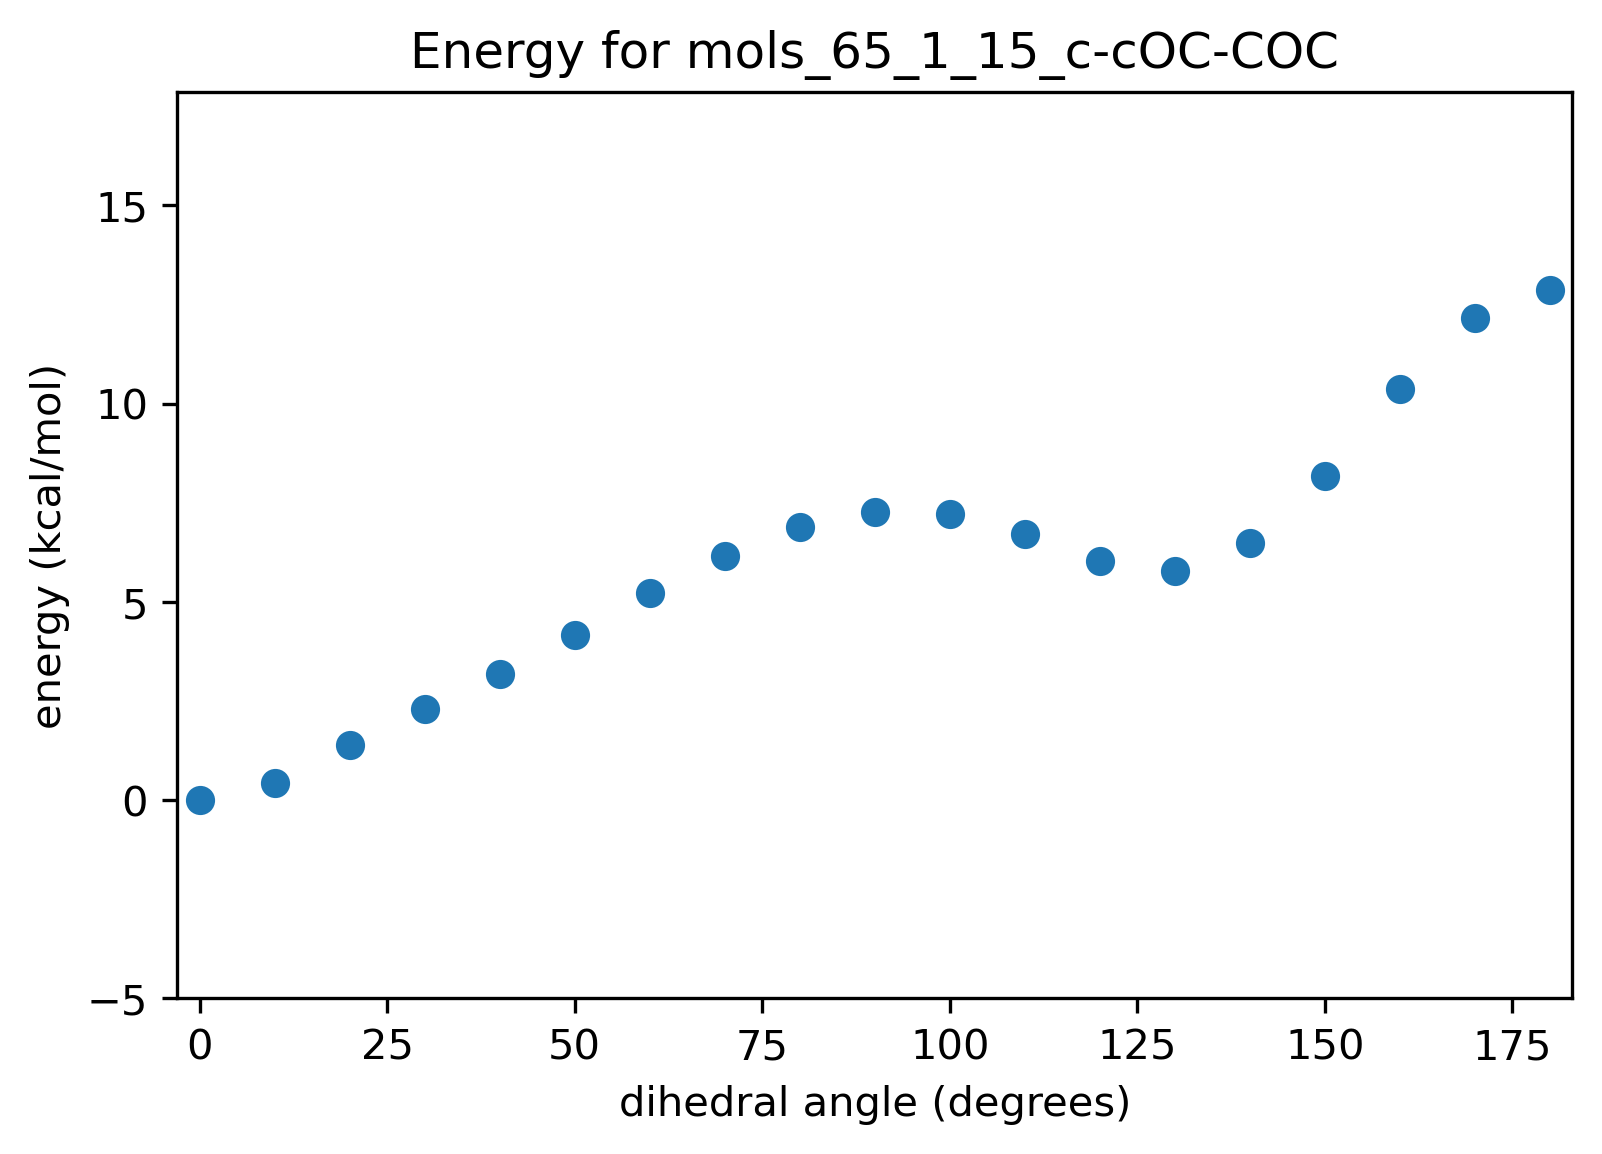 Energy for mols_65_1_15_c-cOC-COC
15
10
5
0
−5
energy (kcal/mol)
0 25 50 75 100 125 150 175
dihedral angle (degrees)